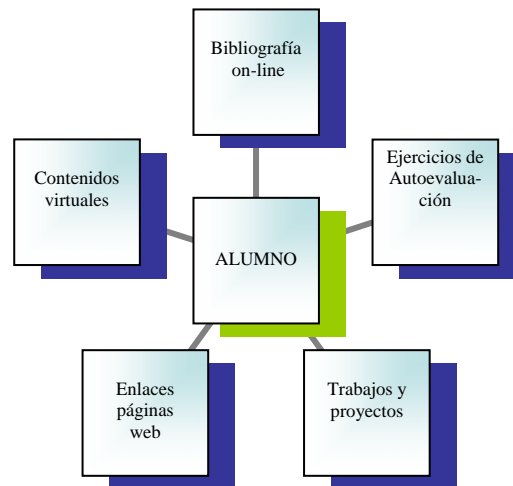 Bibliografía
on-line
Contenidos
virtuales
Ejercicios de
Autoevalua-
ción
ALUMNO
Enlaces
páginas
web
Trabajos y
proyectos